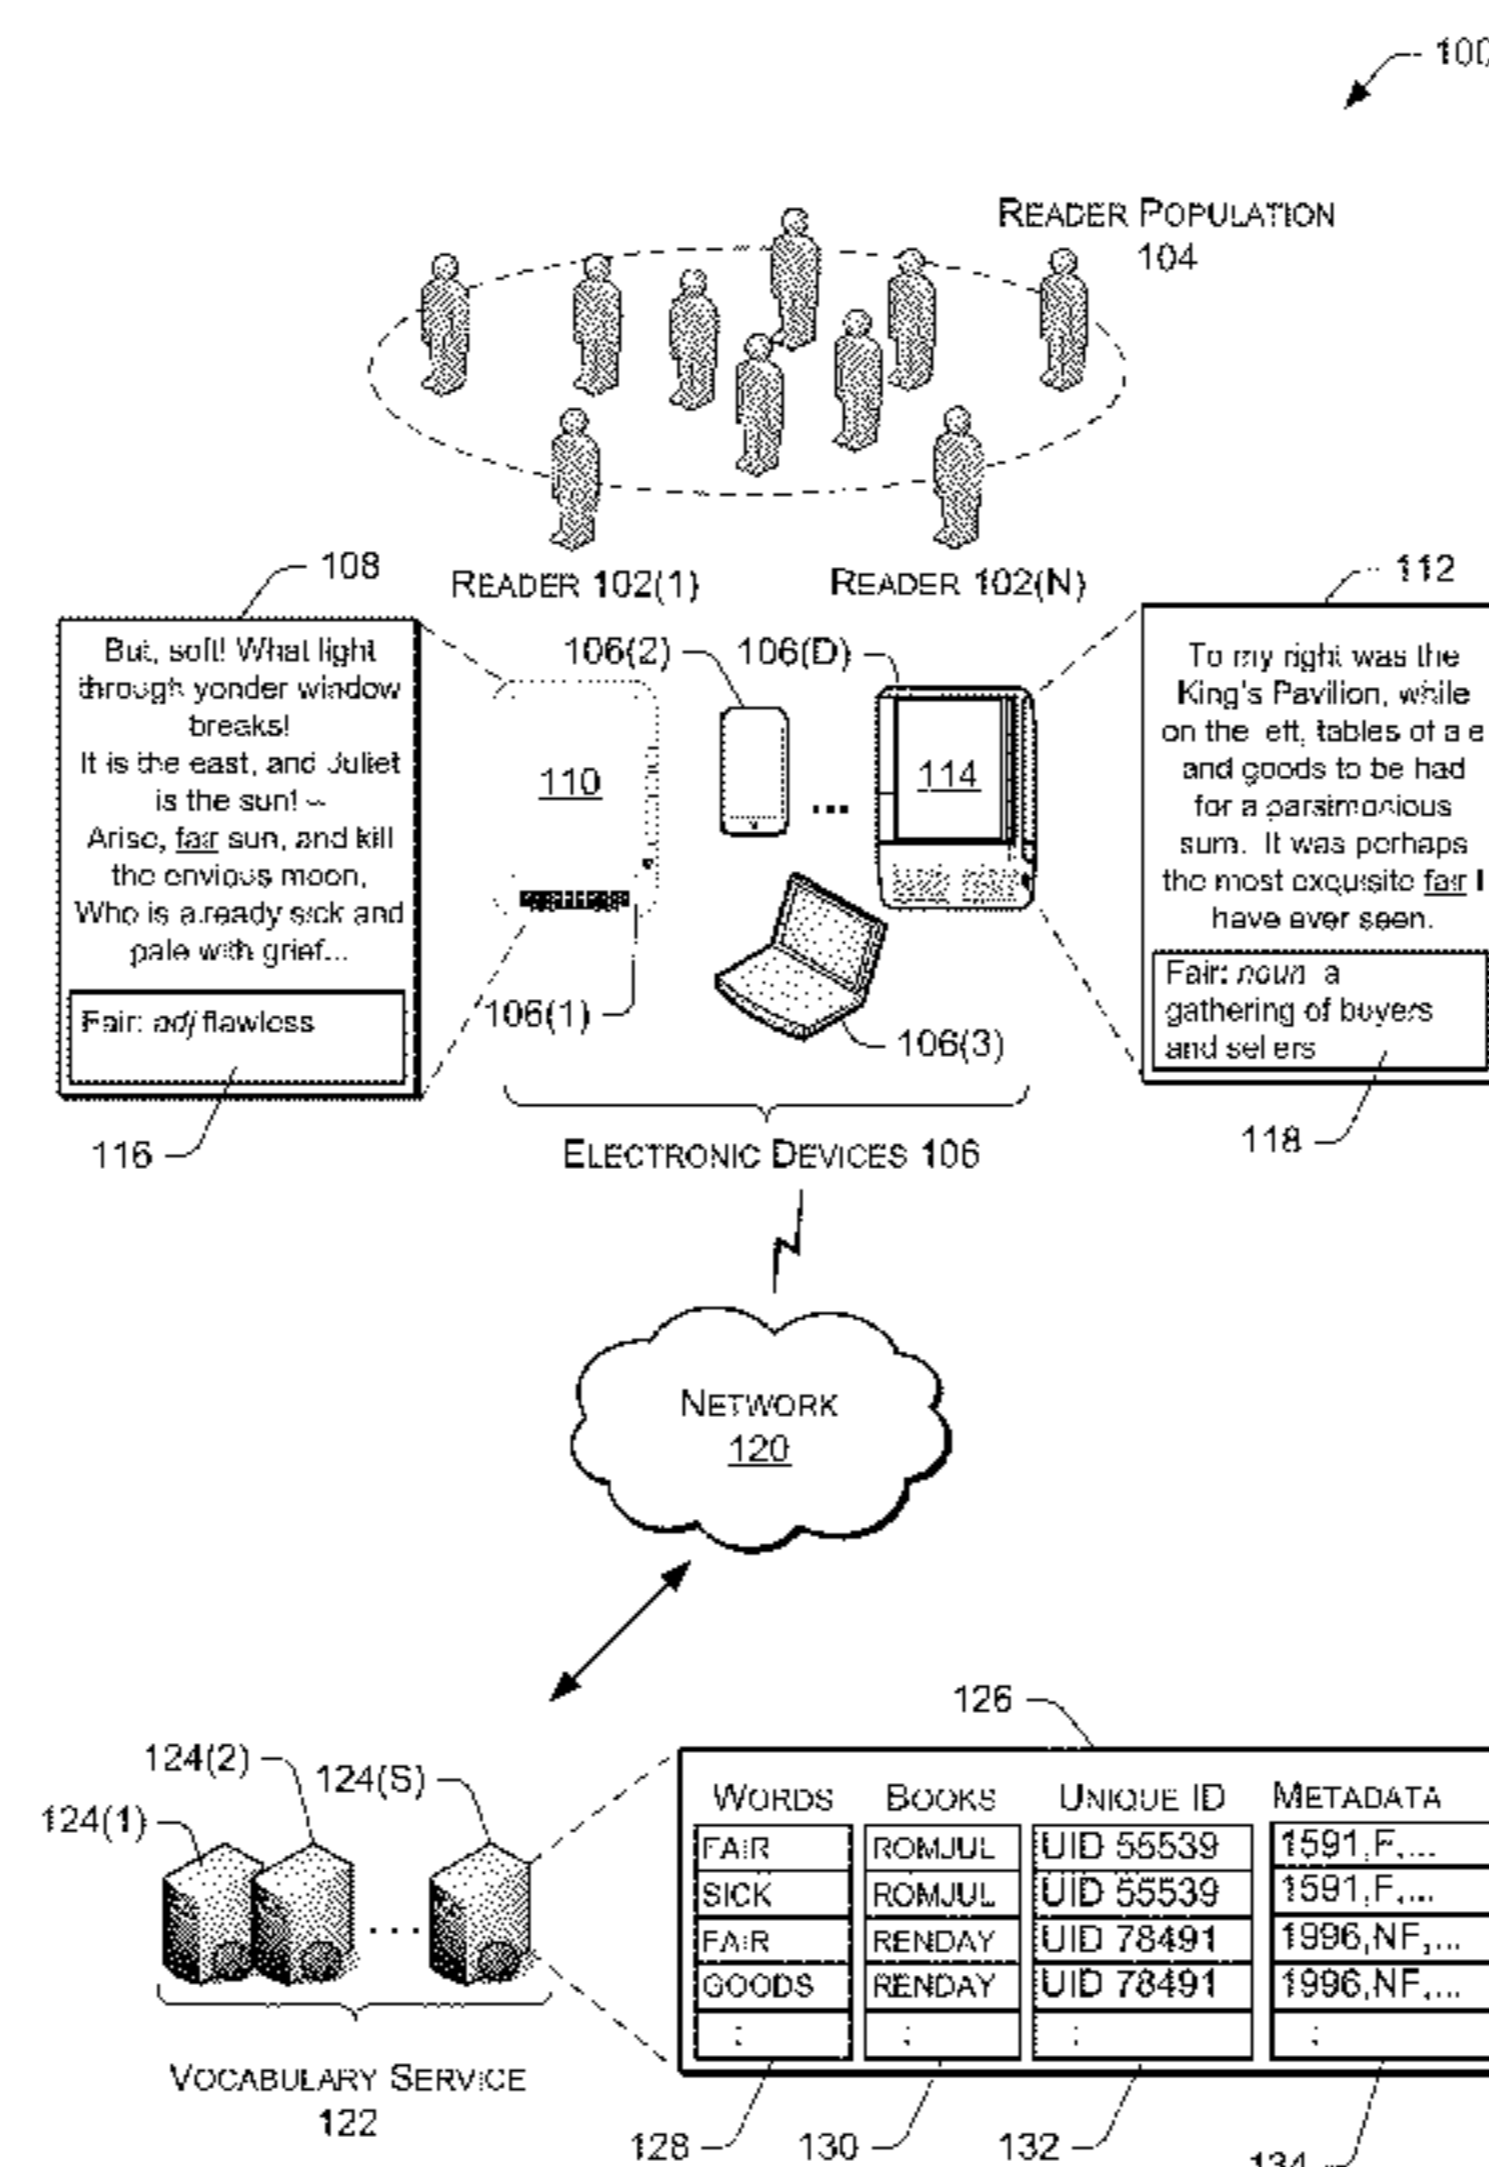 100
READER POPULATION
104
READER 102(1)
READER 102(N)
108
But, soft! What light
through yonder window
breaks!
It is the east, and Juliet
is the sun! –
Arise, fair sun, and kill
the envious moon,
Who is already sick and
pale with grief...
Fair: adj flawless
116
106(2)
106(D)
110
114
106(1)
106(3)
ELECTRONIC DEVICES 106
112
To my right was the
King's Pavilion, while
on the left, tables of ale
and goods to be had
for a parsimonious
sum. It was perhaps
the most exquisite fair I
have ever seen.
Fair: noun a
gathering of buyers
and sellers
118
NETWORK
120
124(1)
124(2)
124(S)
VOCABULARY SERVICE
122
126
WORDS BOOKS UNIQUE ID METADATA
FAIR ROMJUL UID 55539 1591,F,...
SICK ROMJUL UID 55539 1591,F,...
FAIR RENDAY UID 78491 1996,NF,...
GOODS RENDAY UID 78491 1996,NF,...
128
130
132
134